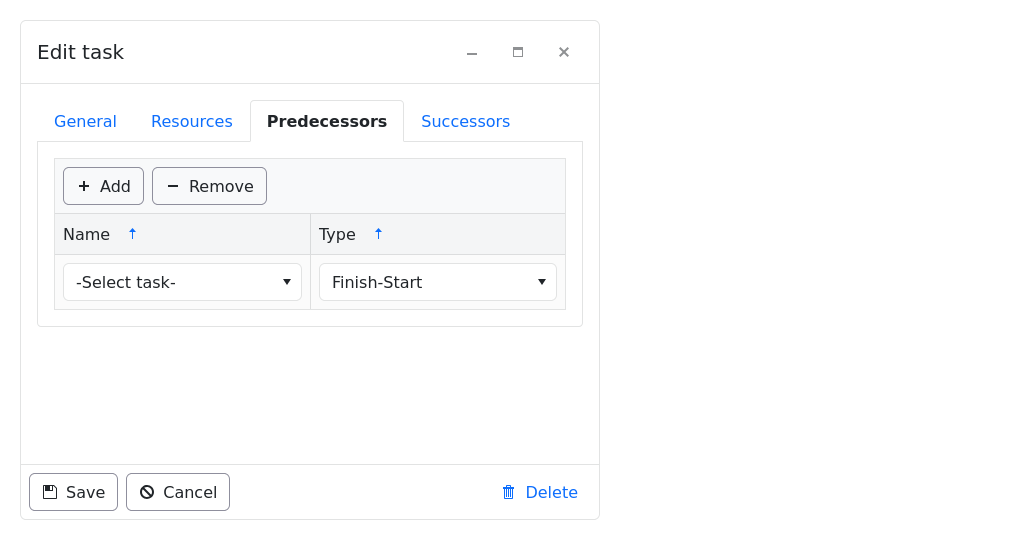 Edit task
General Resources Predecessors Successors
Add Remove
Name Type
-Select task- Finish-Start
Save Cancel Delete